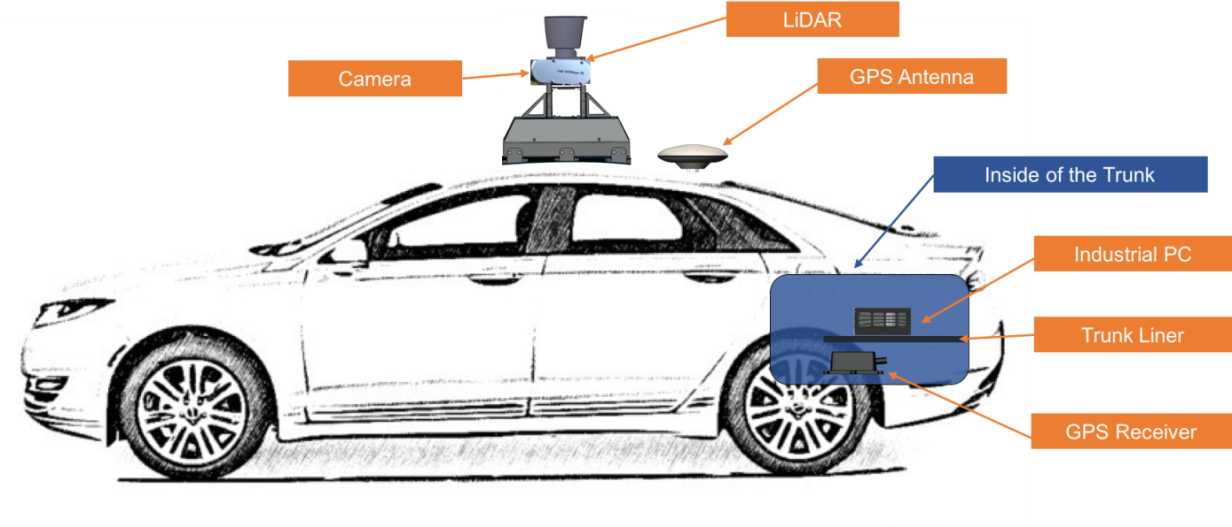 LiDAR
Camera
GPS Antenna
Inside of the Trunk
Industrial PC
Trunk Liner
GPS Receiver